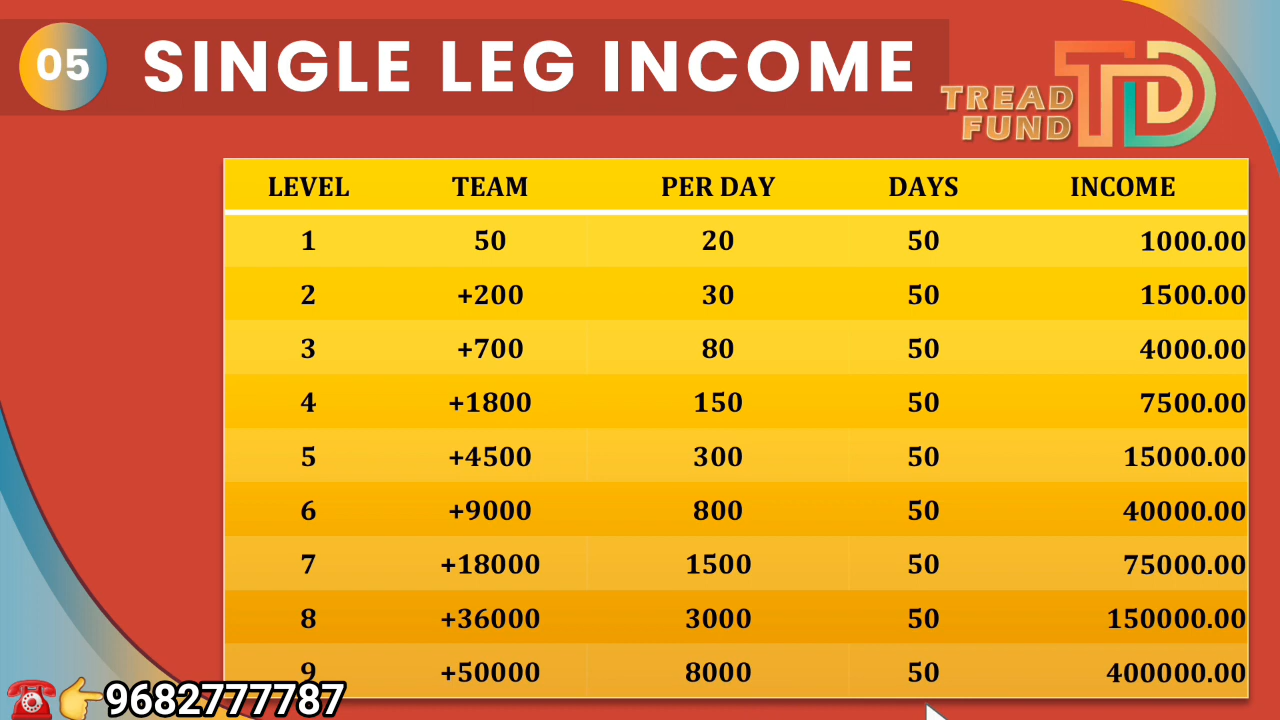 05 SINGLE LEG INCOME
TD
TREAD
FUND
LEVEL TEAM PER DAY DAYS INCOME
1 50 20 50 1000.00
2 +200 30 50 1500.00
3 +700 80 50 4000.00
4 +1800 150 50 7500.00
5 +4500 300 50 15000.00
6 +9000 800 50 40000.00
7 +18000 1500 50 75000.00
8 +36000 3000 50 150000.00
9 +50000 8000 50 400000.00
9682777787